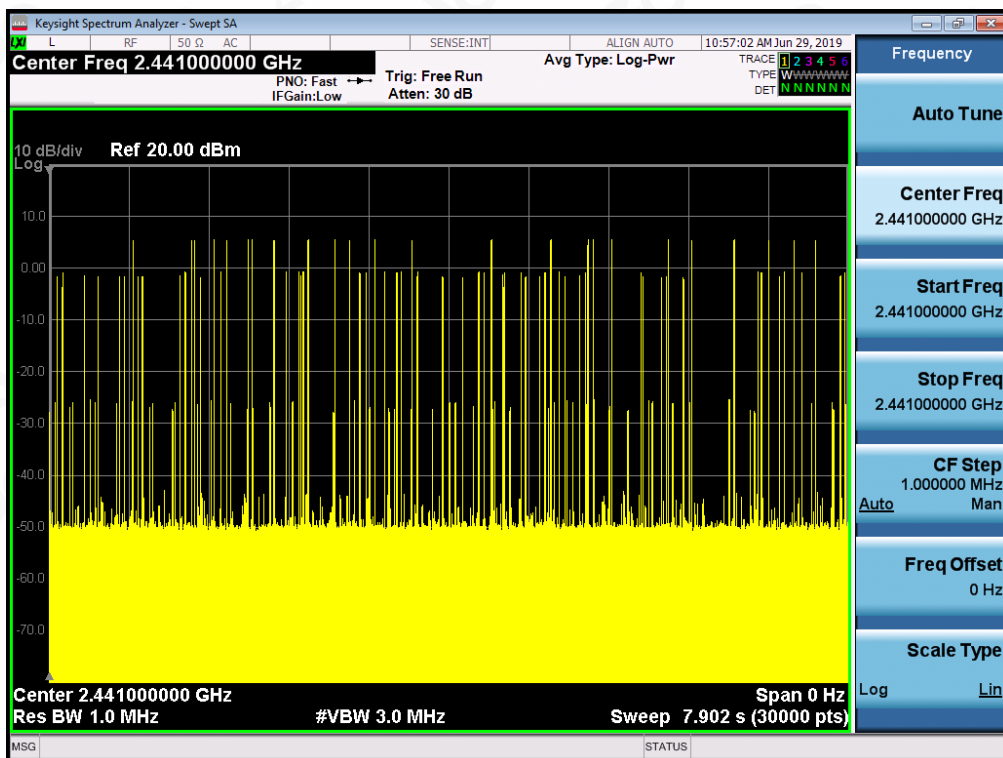 Keysight Spectrum Analyzer - Swept SA
LXI L RF 50 Ω AC SENSE:INT ALIGN AUTO 10:57:02 AM Jun 29, 2019
Center Freq 2.441000000 GHz
PNO: Fast
IFGain:Low
Trig: Free Run
Atten: 30 dB
Avg Type: Log-Pwr
TRACE 1 2 3 4 5 6
TYPE WWWWWWW
DET N N N N N N
10 dB/div Ref 20.00 dBm
Log
10.0
0.00
-10.0
-20.0
-30.0
-40.0
-50.0
-60.0
-70.0
Center 2.441000000 GHz Span 0 Hz
Res BW 1.0 MHz #VBW 3.0 MHz Sweep 7.902 s (30000 pts)
MSG STATUS
Frequency
Auto Tune
Center Freq
2.441000000 GHz
Start Freq
2.441000000 GHz
Stop Freq
2.441000000 GHz
CF Step
1.000000 MHz
Auto Man
Freq Offset
0 Hz
Scale Type
Log Lin